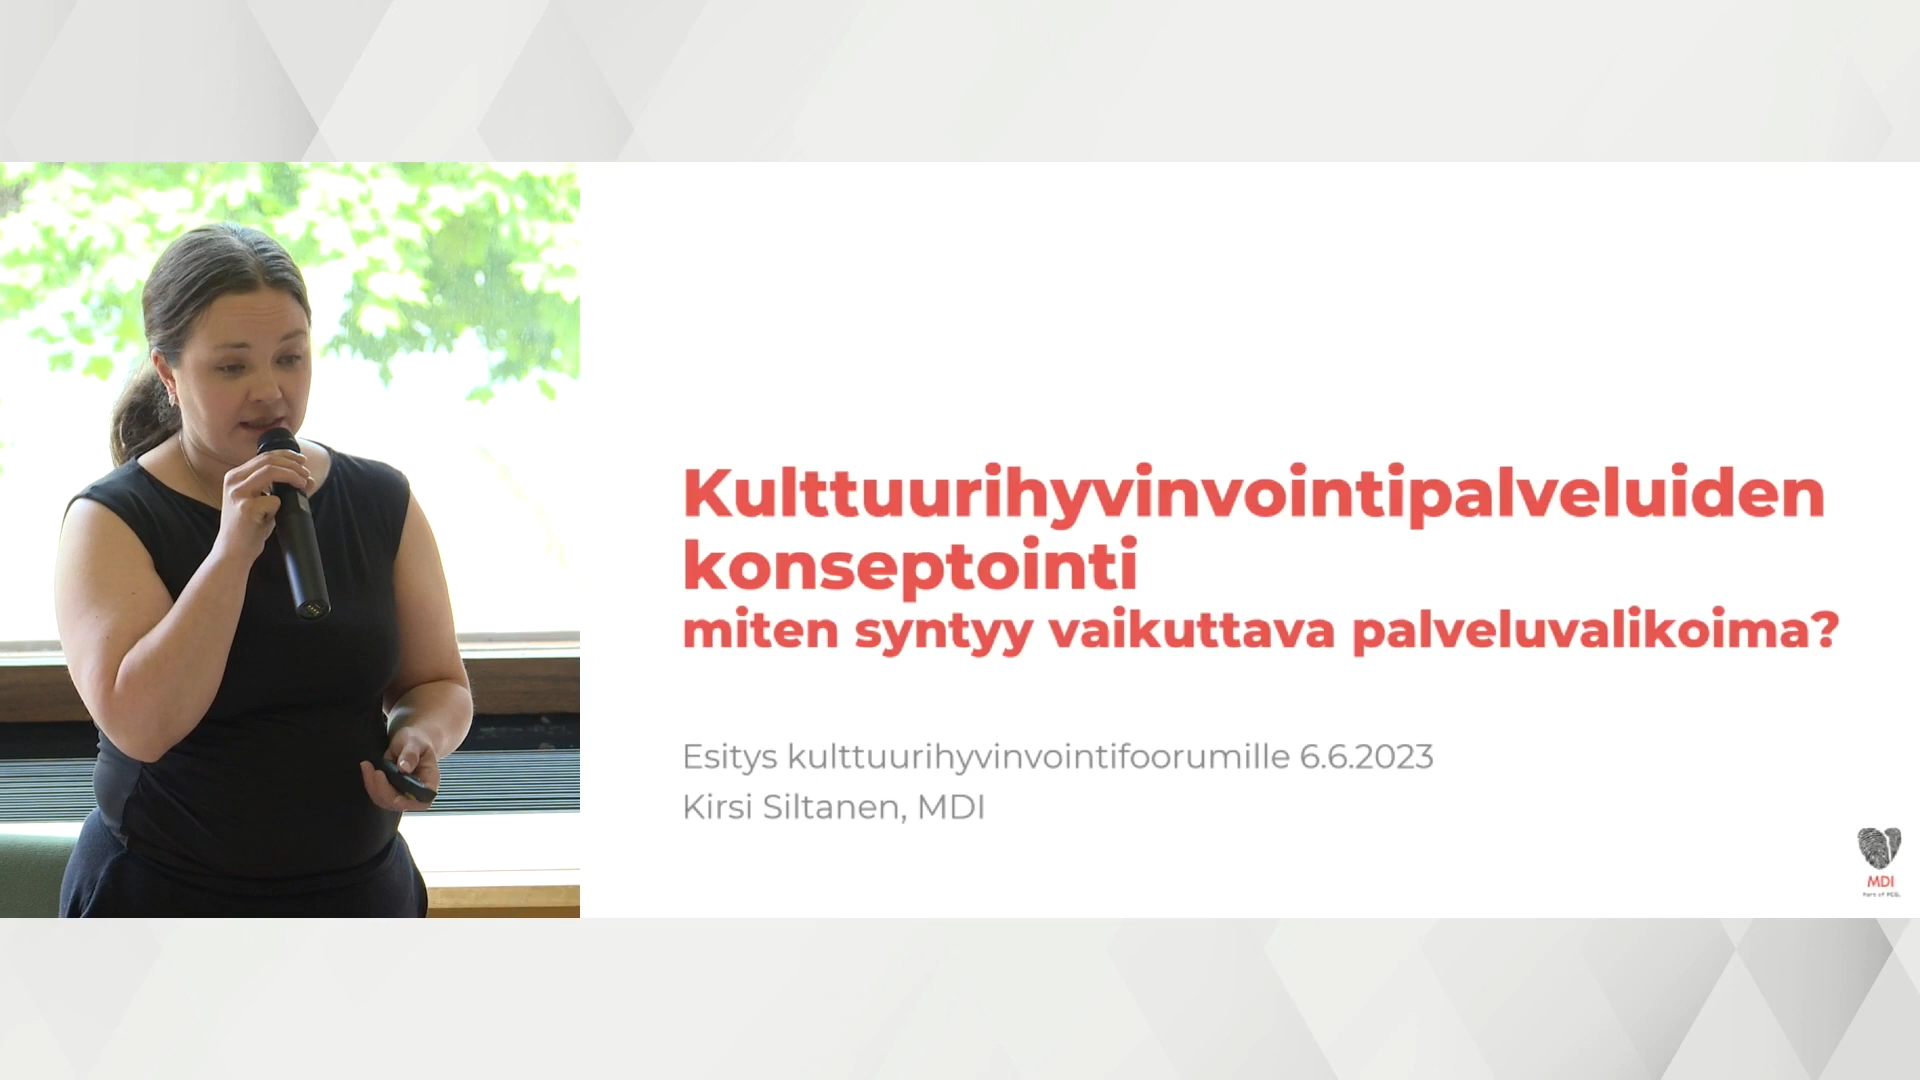 Kulttuurihyvinvointipalveluiden
konseptointi
miten syntyy vaikuttava palveluvalikoima?
Esitys kulttuurihyvinvointifoorumille 6.6.2023
Kirsi Siltanen, MDI
MDI